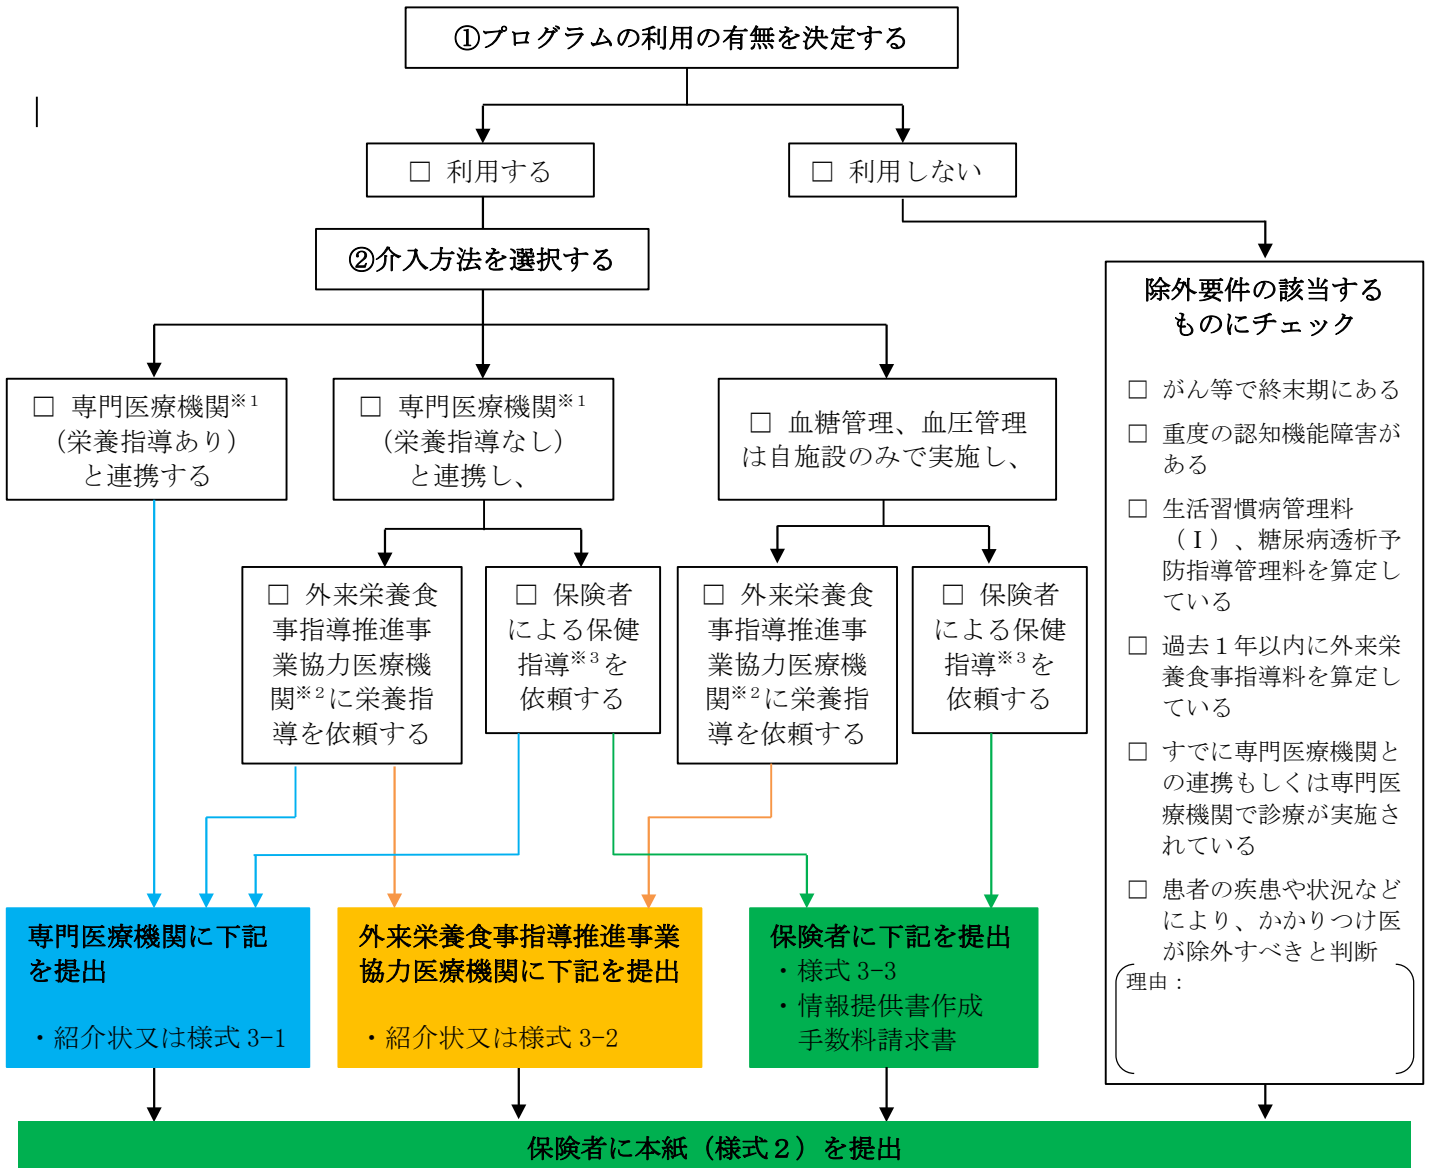 ①プログラムの利用の有無を決定する
□ 利用する
□ 利用しない
②介入方法を選択する
□ 専門医療機関※1
（栄養指導あり）
と連携する
□ 専門医療機関※1
（栄養指導なし）
と連携し、
□ 血糖管理、血圧管理
は自施設のみで実施し、
□ 外来栄養食
事指導推進事
業協力医療機
関※2に栄養指
導を依頼する
□ 保険者
による保健
指導※3を
依頼する
□ 外来栄養食
事指導推進事
業協力医療機
関※2に栄養指
導を依頼する
□ 保険者
による保健
指導※3を
依頼する
除外要件の該当する
ものにチェック
□ がん等で終末期にある
□ 重度の認知機能障害が
ある
□ 生活習慣病管理料
（Ⅰ）、糖尿病透析予
防指導管理料を算定し
ている
□ 過去１年以内に外来栄
養食事指導料を算定し
ている
□ すでに専門医療機関と
の連携もしくは専門医
療機関で診療が実施さ
れている
□ 患者の疾患や状況など
により、かかりつけ医
が除外すべきと判断
理由：
専門医療機関に下記
を提出
・紹介状又は様式 3-1
外来栄養食事指導推進事業
協力医療機関に下記を提出
・紹介状又は様式 3-2
保険者に下記を提出
・様式 3-3
・情報提供書作成
手数料請求書
保険者に本紙（様式２）を提出